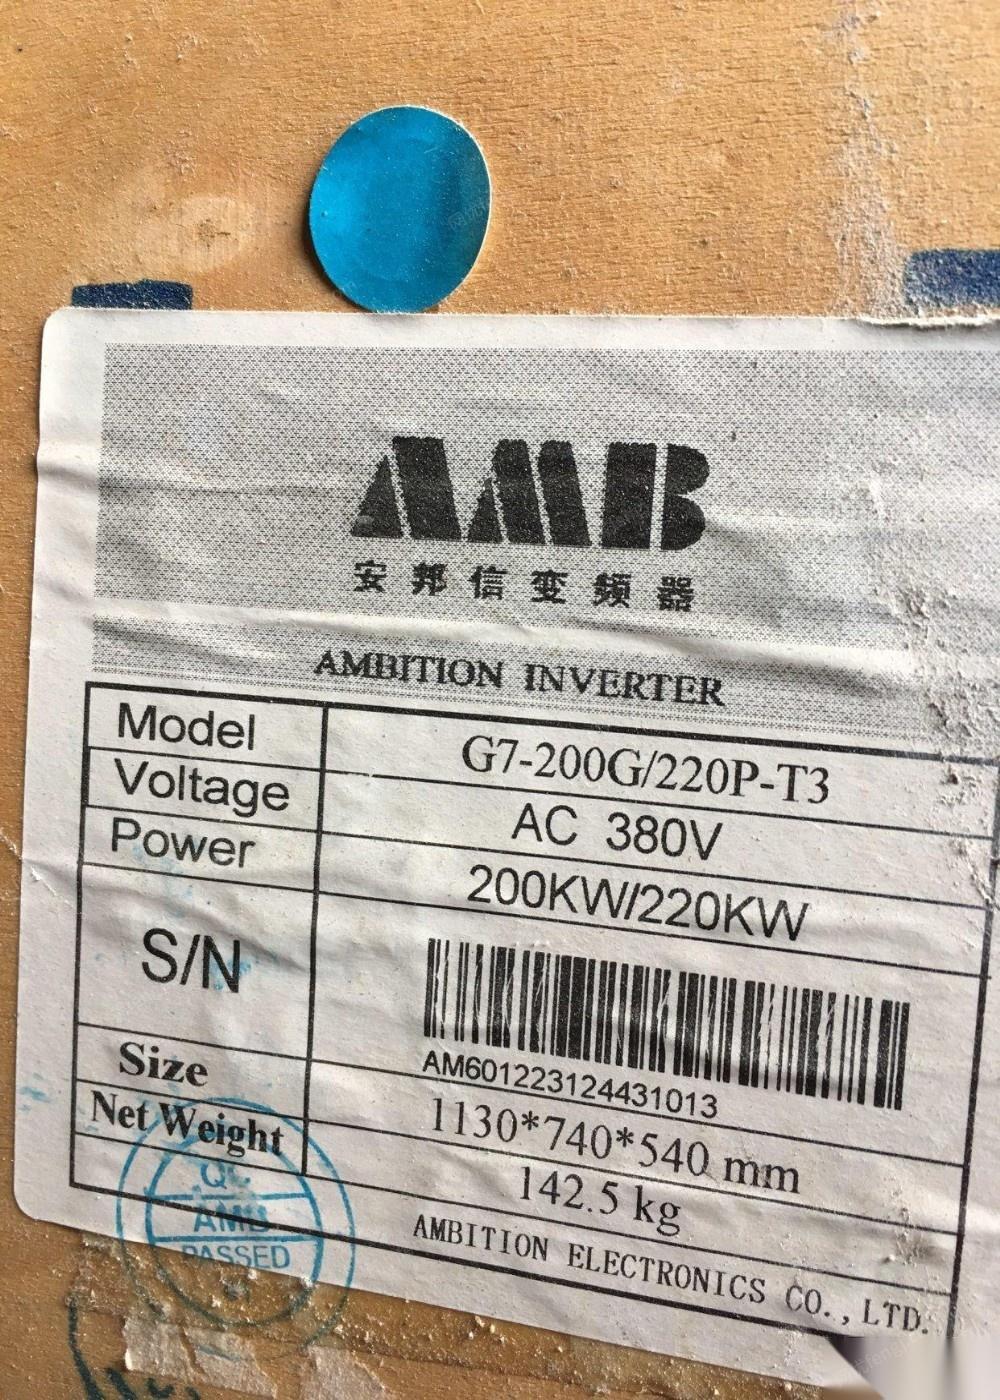 AMB
安邦信变频器
AMBITION INVERTER
Model G7-200G/220P-T3
Voltage AC 380V
Power 200KW/220KW
S/N
AM601223124431013
Size 1130*740*540 mm
Net Weight 142.5 kg
AMBITION ELECTRONICS CO.,LTD.
QC
AMB
PASSED